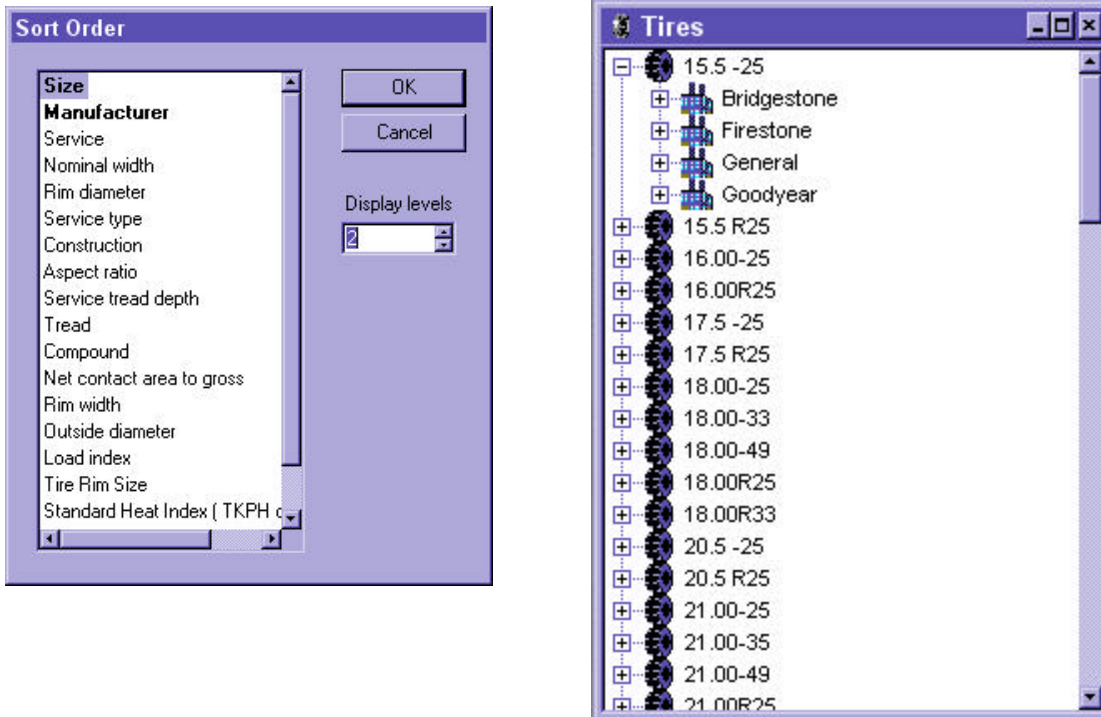 Sort Order
Size
Manufacturer
Service
Nominal width
Rim diameter
Service type
Construction
Aspect ratio
Service tread depth
Tread
Compound
Net contact area to gross
Rim width
Outside diameter
Load index
Tire Rim Size
Standard Heat Index ( TKPH
OK
Cancel
Display levels
2
Tires
15.5 -25
Bridgestone
Firestone
General
Goodyear
15.5 R25
16.00-25
16.00R25
17.5 -25
17.5 R25
18.00-25
18.00-33
18.00-49
18.00R25
18.00R33
20.5 -25
20.5 R25
21.00-25
21.00-35
21.00-49
21.00R25